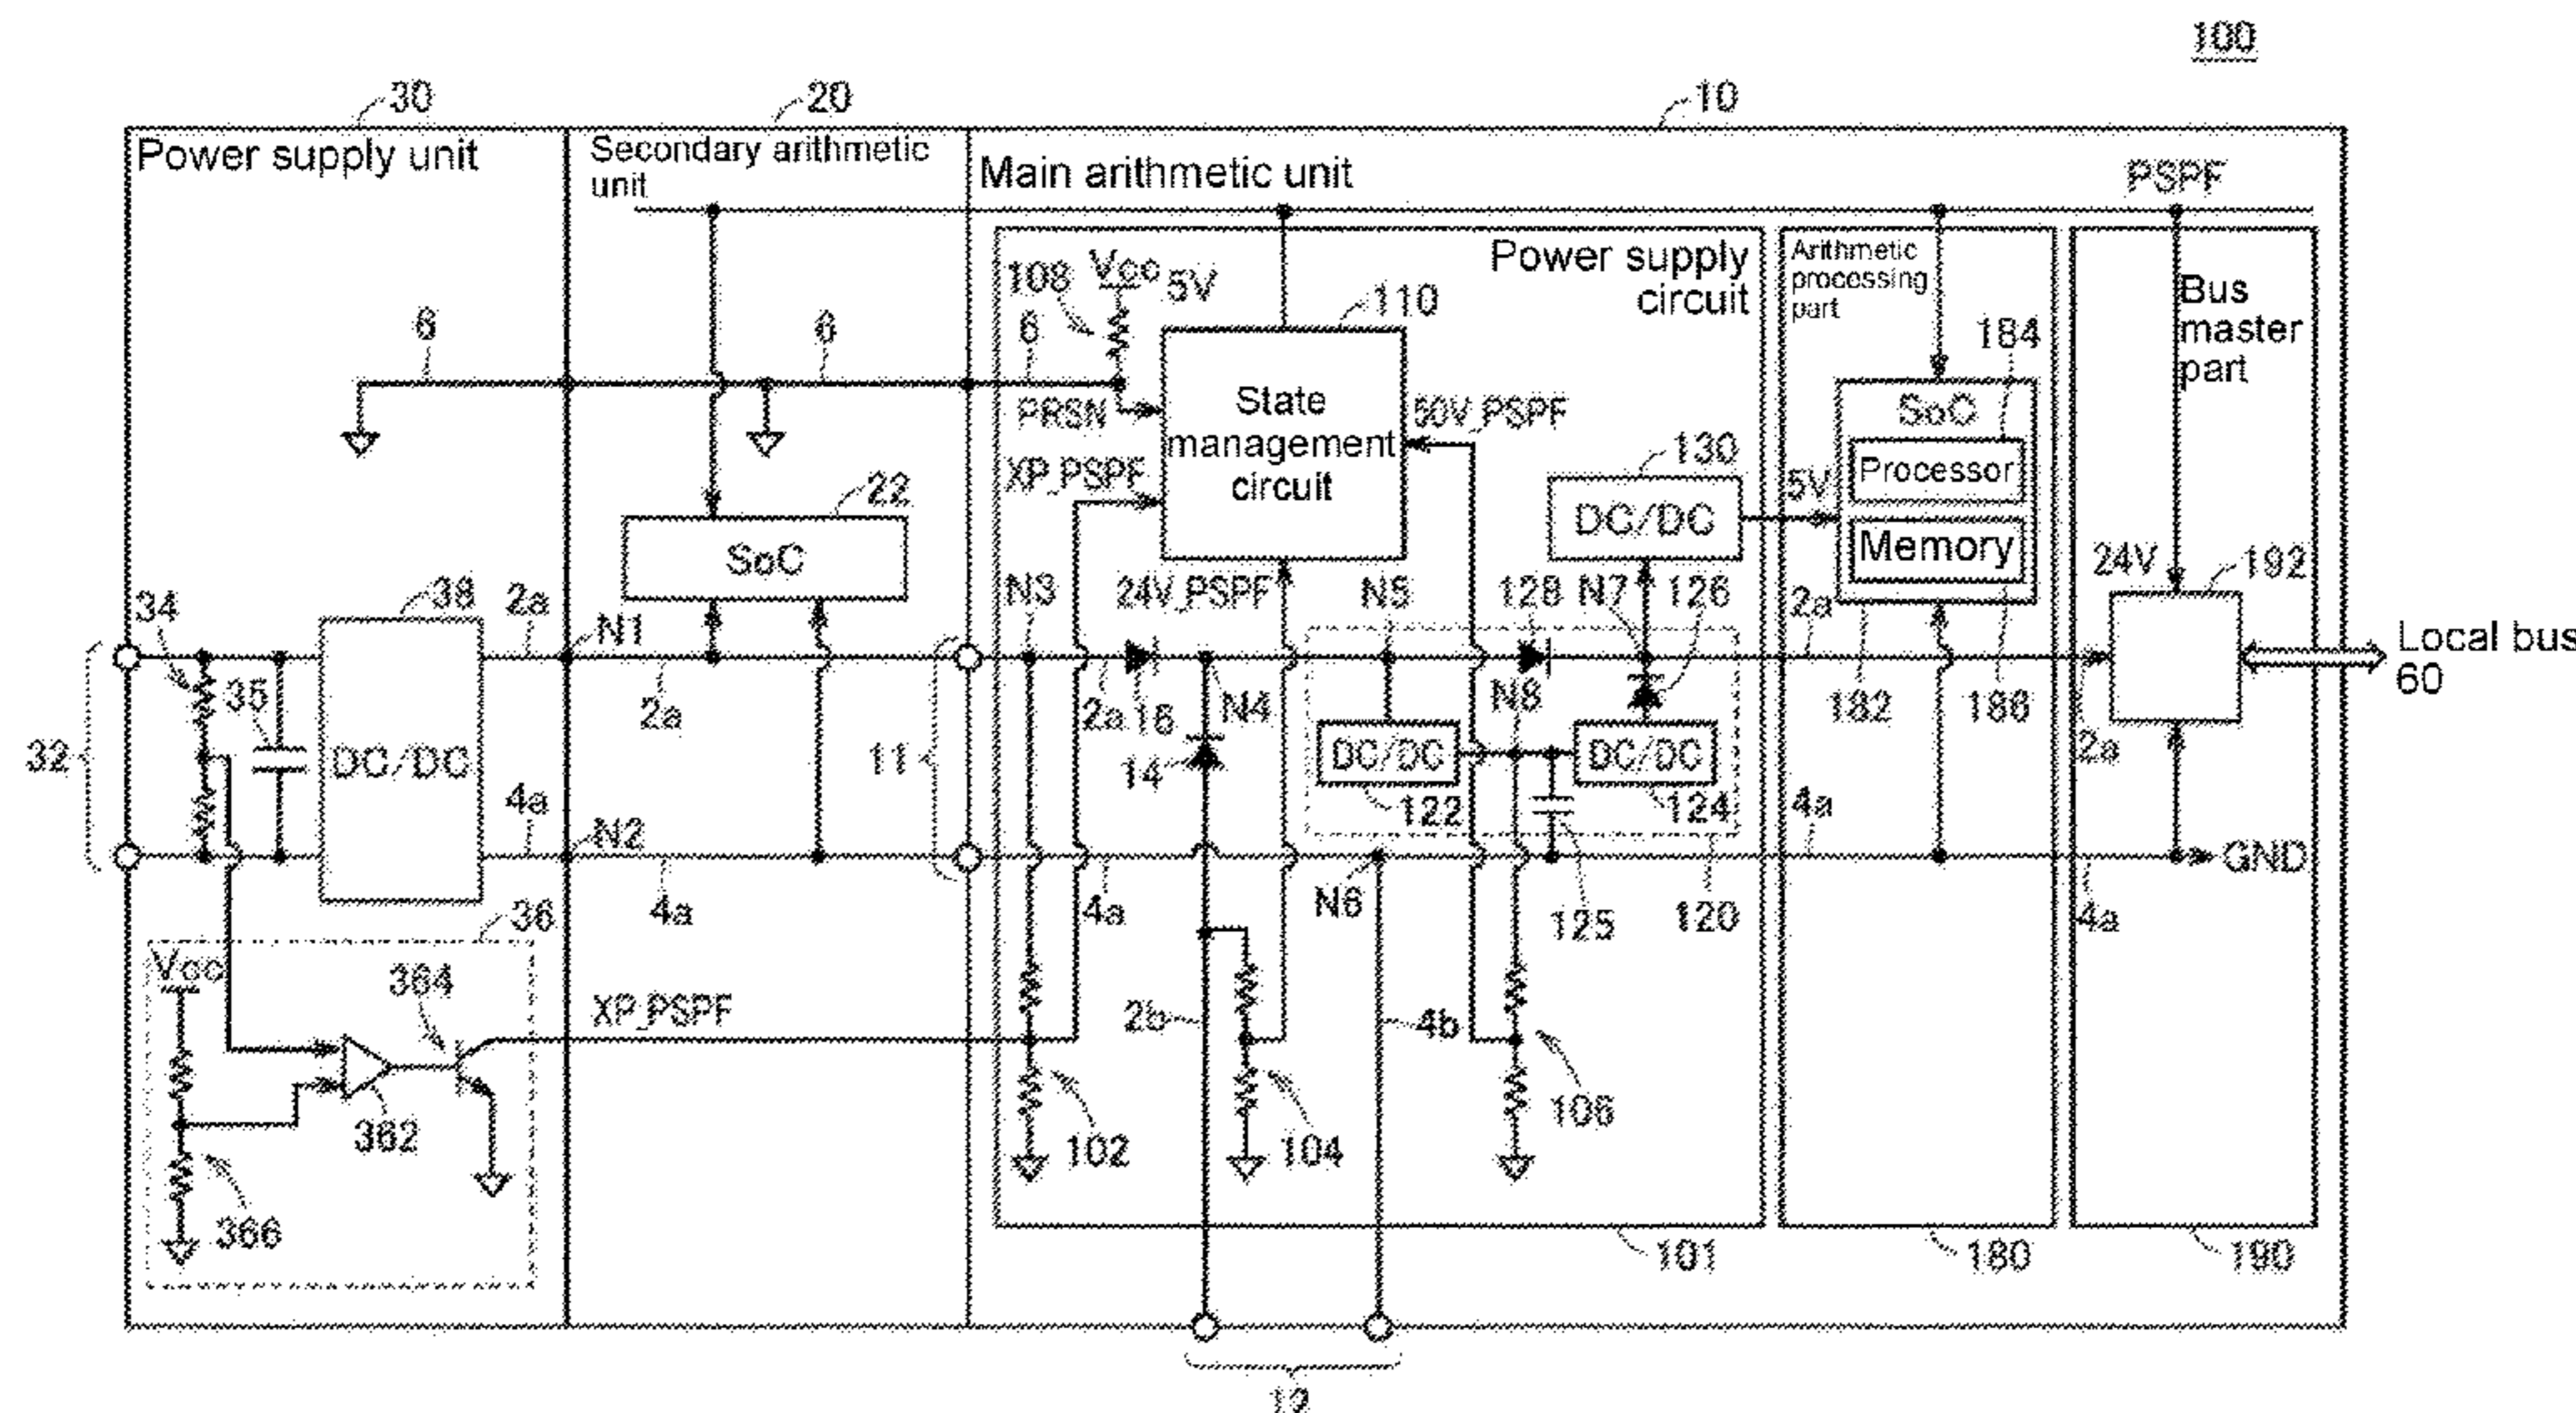 100
30
20
10
Power supply unit
Secondary arithmetic
unit
Main arithmetic unit
PSPF
Power supply
circuit
Arithmetic
processing
part
Bus
master
part
108
Vcc
5V
110
6
6
6
184
PRSN
State
management
circuit
50V_PSPF
SoC
XP_PSPF
130
Processor
5V
22
DC/DC
Memory
SoC
24V
192
34
38
2a
N1
N3
24V_PSPF
N5
128
N7
126
2a
Local bus
60
35
2a
2a
16
N4
N8
182
186
32
DC/DC
11
14
DC/DC
DC/DC
2a
4a
N2
122
124
4a
GND
36
4a
4a
N6
125
120
4a
Vcc
364
XP_PSPF
2b
4b
362
102
104
106
366
101
180
190
12